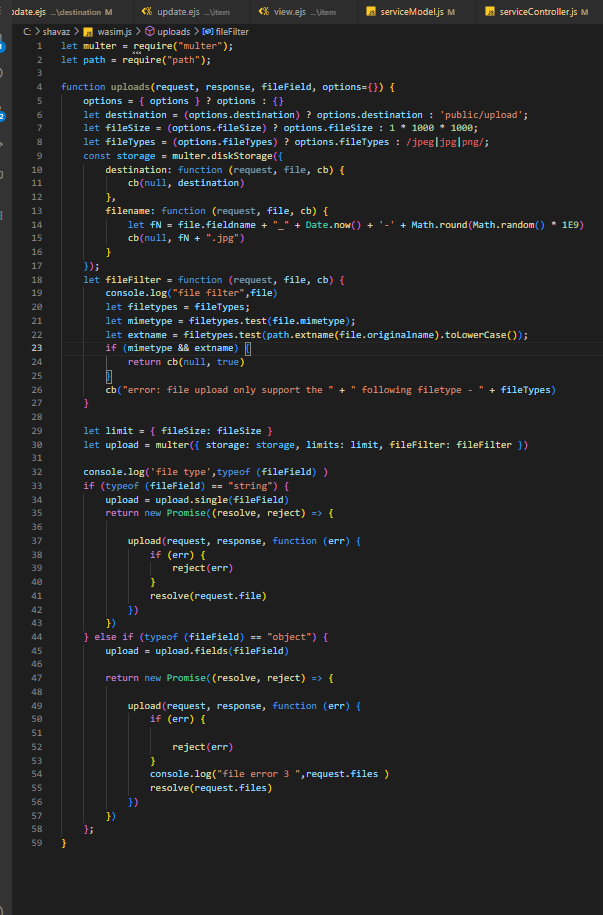 pdate.ejs ...\destination M update.ejs ...\item view.ejs ...\item serviceModel.js M serviceController.js M
C: > shavaz > wasim.js > uploads > fileFilter
1 let multer = require("multer");
2 let path = require("path");
3
4 function uploads(request, response, fileField, options={}) {
5 options = { options } ? options : {}
6 let destination = (options.destination) ? options.destination : 'public/upload';
7 let fileSize = (options.fileSize) ? options.fileSize : 1 * 1000 * 1000;
8 let fileTypes = (options.fileTypes) ? options.fileTypes : /jpeg|jpg|png/;
9 const storage = multer.diskStorage({
10 destination: function (request, file, cb) {
11 cb(null, destination)
12 },
13 filename: function (request, file, cb) {
14 let fN = file.fieldname + "_" + Date.now() + '-' + Math.round(Math.random() * 1E9)
15 cb(null, fN + ".jpg")
16 }
17 });
18 let fileFilter = function (request, file, cb) {
19 console.log("file filter",file)
20 let filetypes = fileTypes;
21 let mimetype = filetypes.test(file.mimetype);
22 let extname = filetypes.test(path.extname(file.originalname).toLowerCase());
23 if (mimetype && extname) {
24 return cb(null, true)
25 }
26 cb("error: file upload only support the " + " following filetype - " + fileTypes)
27 }
28
29 let limit = { fileSize: fileSize }
30 let upload = multer({ storage: storage, limits: limit, fileFilter: fileFilter })
31
32 console.log('file type',typeof (fileField) )
33 if (typeof (fileField) == "string") {
34 upload = upload.single(fileField)
35 return new Promise((resolve, reject) => {
36
37 upload(request, response, function (err) {
38 if (err) {
39 reject(err)
40 }
41 resolve(request.file)
42 })
43 })
44 } else if (typeof (fileField) == "object") {
45 upload = upload.fields(fileField)
46
47 return new Promise((resolve, reject) => {
48
49 upload(request, response, function (err) {
50 if (err) {
51
52 reject(err)
53 }
54 console.log("file error 3 ",request.files )
55 resolve(request.files)
56 })
57 })
58 };
59 }